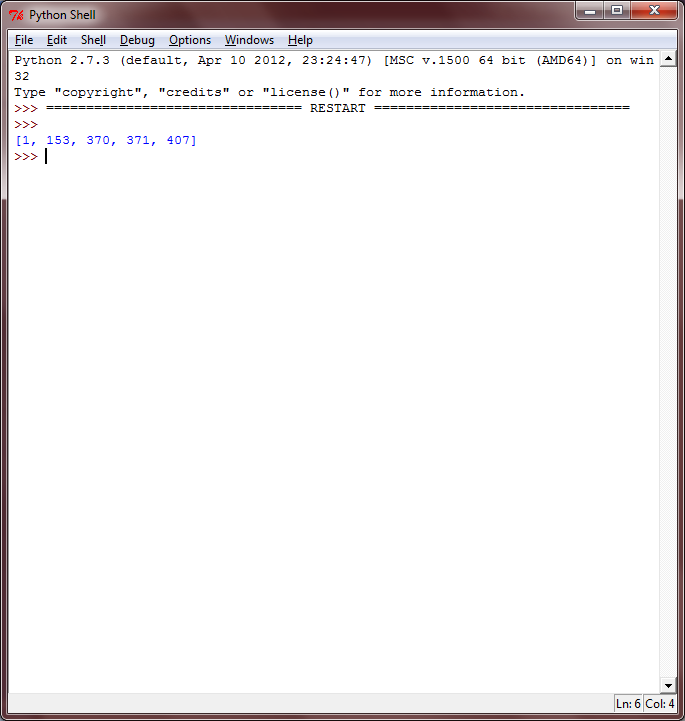 Python Shell
File Edit Shell Debug Options Windows Help
Python 2.7.3 (default, Apr 10 2012, 23:24:47) [MSC v.1500 64 bit (AMD64)] on win
32
Type "copyright", "credits" or "license()" for more information.
>>> ================================ RESTART ================================
>>>
[1, 153, 370, 371, 407]
>>>
Ln: 6 Col: 4